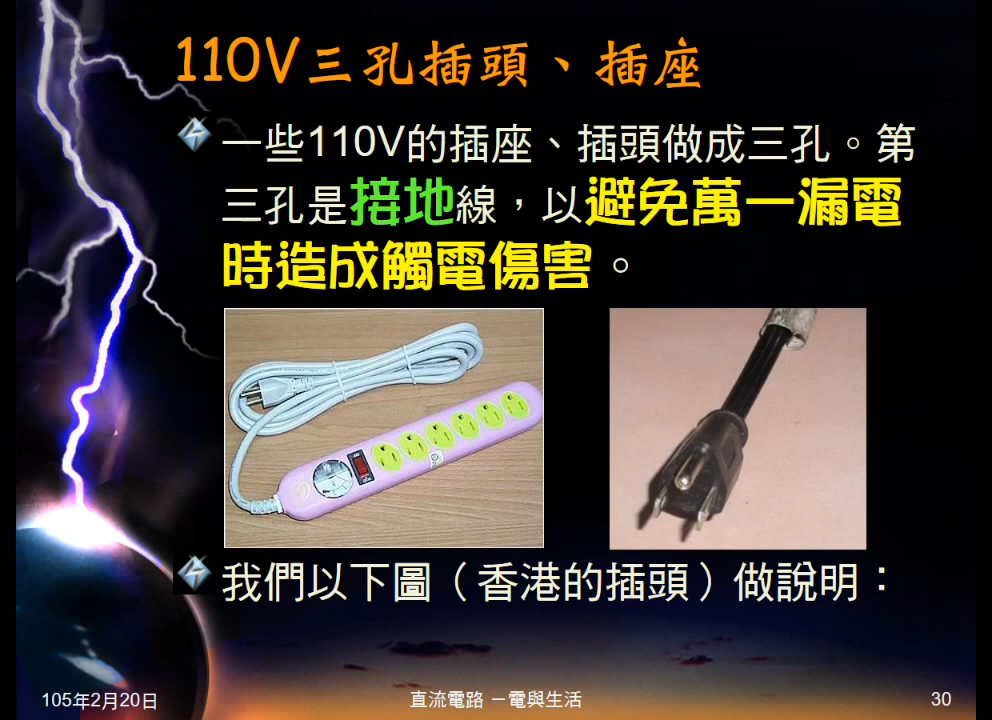 110V三孔插頭、插座
一些110V的插座、插頭做成三孔。第
三孔是接地線，以避免萬一漏電
時造成觸電傷害。
我們以下圖（香港的插頭）做說明：
105年2月20日
直流電路 －電與生活
30